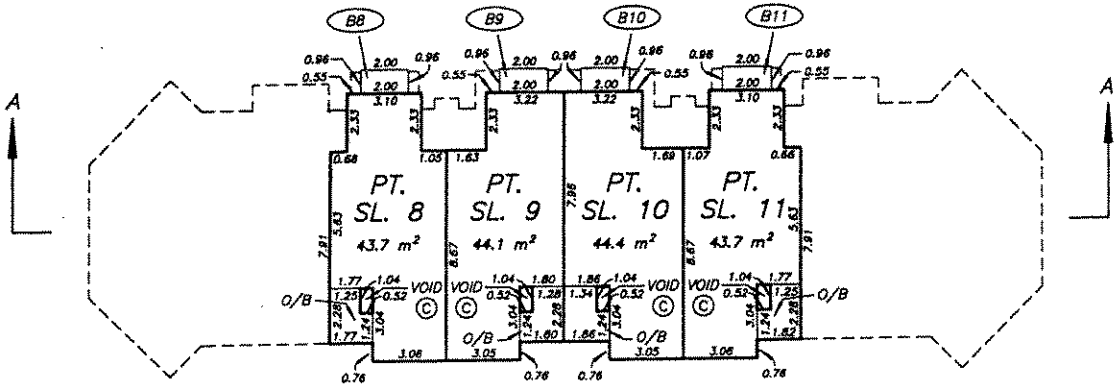 B8 B9 B10 B11
0.96 2.00 0.96 0.96 2.00 0.96 2.00 0.96 0.96 2.00 0.96
0.55 2.00 0.55 2.00 2.00 0.55 2.00 0.55
3.10 3.22 3.22 3.10
A A
2.33 2.33 2.33 2.33 2.33 2.33
0.68 1.05 1.63 1.69 1.07 0.66
PT. PT. PT. PT.
SL. 8 SL. 9 SL. 10 SL. 11
7.91 5.63 8.67 7.96 8.67 5.63 7.91
43.7 m² 44.1 m² 44.4 m² 43.7 m²
1.77 1.04 VOID 1.04 1.80 1.86 1.04 VOID 1.04 1.77
O/B 1.25 0.52 VOID 0.52 1.28 1.34 0.52 VOID 0.52 1.25 O/B
C C C C
2.28 1.24 3.04 3.04 1.24 2.28 1.24 3.04 3.04 1.24 2.28
1.77 O/B 1.80 1.86 O/B 1.82
3.06 3.05 3.05 3.06
0.76 0.76 0.76 0.76